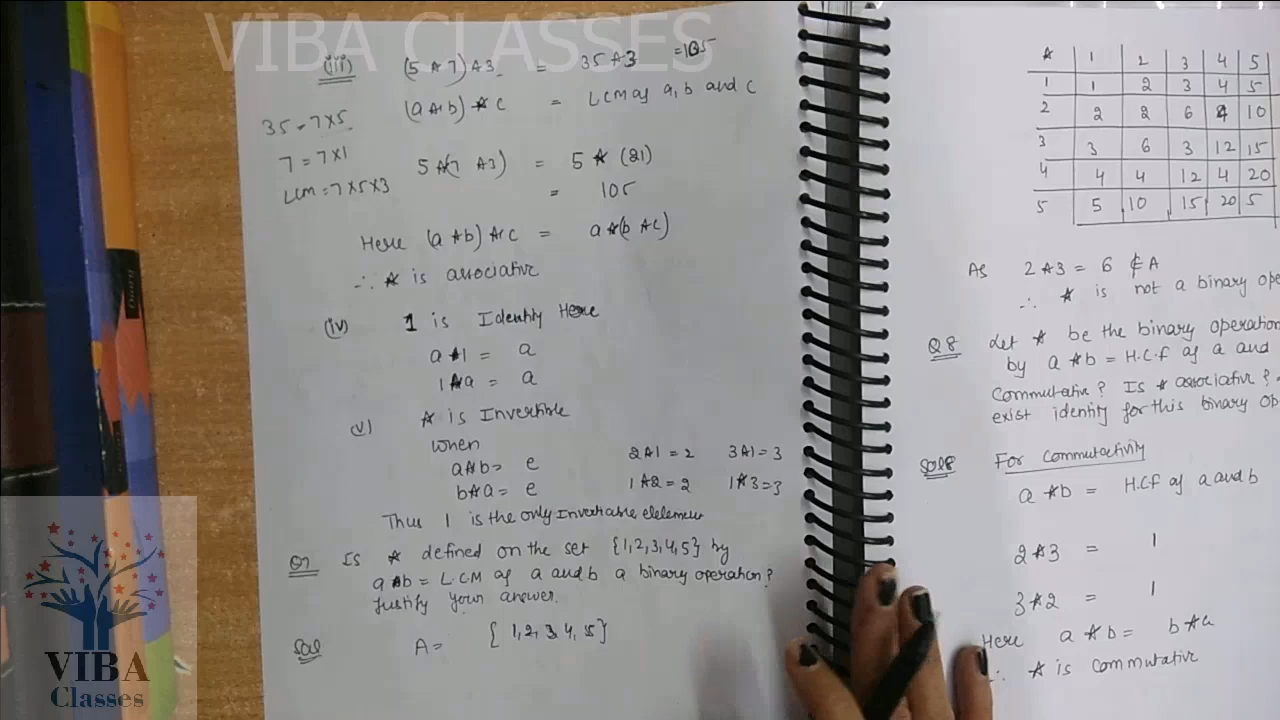 VIBA CLASSES
(iii) (5 * 7) * 3 = 35 * 3 = 105
(a * b) * c = LCM of a, b and c
35 = 7×5
7 = 7×1
LCM = 7×5×3
5 * (7 * 3) = 5 * (21)
= 105
Here (a * b) * c = a * (b * c)
∴ * is associative
(iv) 1 is Identity Here
a * 1 = a
1 * a = a
(v) * is Invertible
when
a * b = e 2 * 1 = 2 3 * 1 = 3
b * a = e 1 * 2 = 2 1 * 3 = 3
Thus 1 is the only Invertiable element
Q7 Is * defined on the set {1,2,3,4,5} by
a * b = L.C.M of a and b a binary operation?
Justify your answer.
Sol A = {1,2,3,4,5}
* 1 2 3 4 5
1 1 2 3 4 5
2 2 2 6 4 10
3 3 6 3 12 15
4 4 4 12 4 20
5 5 10 15 20 5
As 2 * 3 = 6 ∉ A
∴ * is not a binary ope
Q8 Let * be the binary operation
by a * b = H.C.f of a and
Commutative? Is * associative?
exist identity for this binary op
Sol8 For commutactivity
a * b = H.Cf of a and b
2 * 3 = 1
3 * 2 = 1
Here a * b = b * a
∴ * is commutative
VIBA
Classes